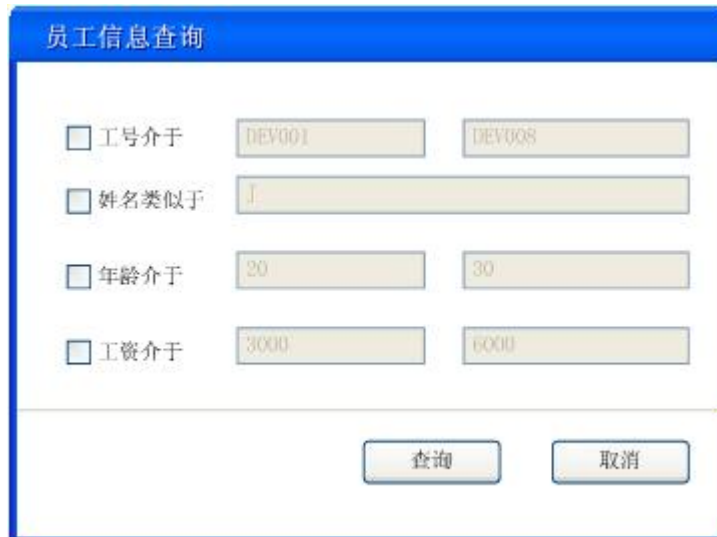 员工信息查询
工号介于 DEV001 DEV008
姓名类似于 J
年龄介于 20 30
工资介于 3000 6000
查询 取消